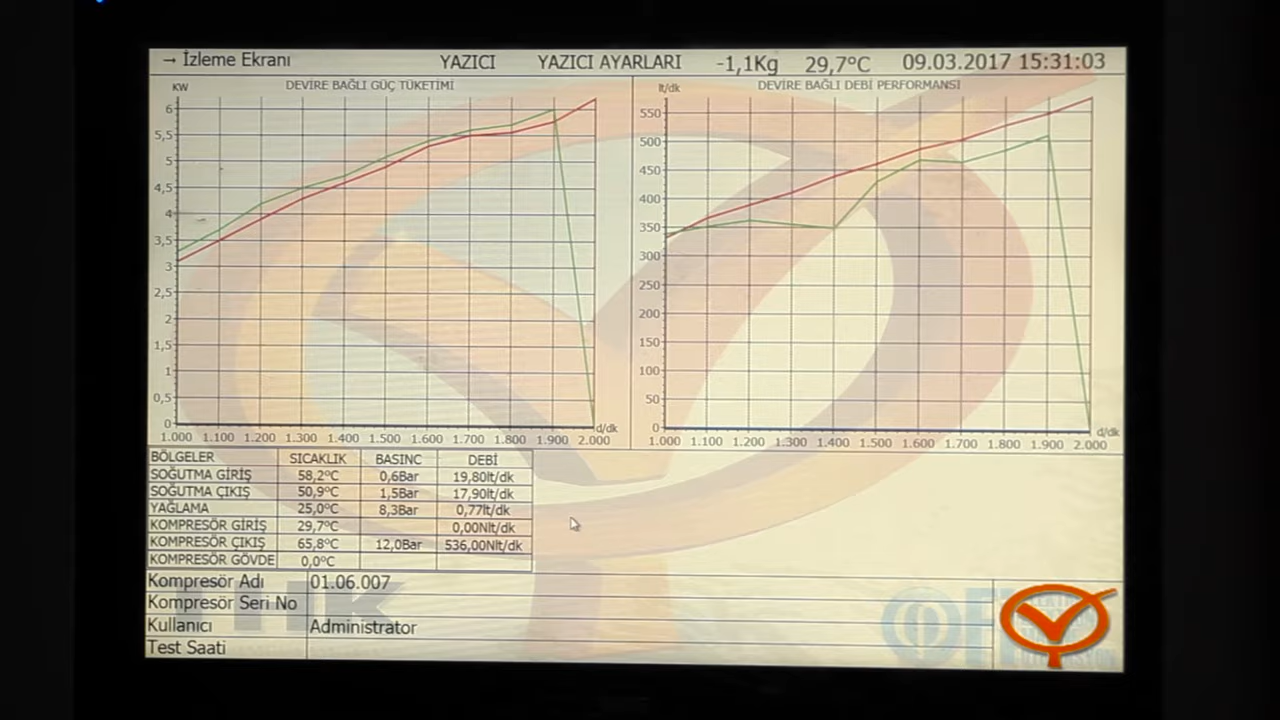 → İzleme Ekranı YAZICI YAZICI AYARLARI -1,1Kg 29,7°C 09.03.2017 15:31:03
KW DEVİRE BAĞLI GÜÇ TÜKETİMİ
6
5,5
5
4,5
4
3,5
3
2,5
2
1,5
1
0,5
0
d/dk
1.000 1.100 1.200 1.300 1.400 1.500 1.600 1.700 1.800 1.900 2.000
lt/dk DEVİRE BAĞLI DEBİ PERFORMANSI
550
500
450
400
350
300
250
200
150
100
50
0
d/dk
1.000 1.100 1.200 1.300 1.400 1.500 1.600 1.700 1.800 1.900 2.000
BÖLGELER SICAKLIK BASINC DEBİ
SOĞUTMA GİRİŞ 58,2°C 0,6Bar 19,80lt/dk
SOĞUTMA ÇIKIŞ 50,9°C 1,5Bar 17,90lt/dk
YAĞLAMA 25,0°C 8,3Bar 0,77lt/dk
KOMPRESÖR GİRİŞ 29,7°C 0,00Nlt/dk
KOMPRESÖR ÇIKIŞ 65,8°C 12,0Bar 536,00Nlt/dk
KOMPRESÖR GÖVDE 0,0°C
Kompresör Adı 01.06.007
Kompresör Seri No
Kullanıcı Administrator
Test Saati